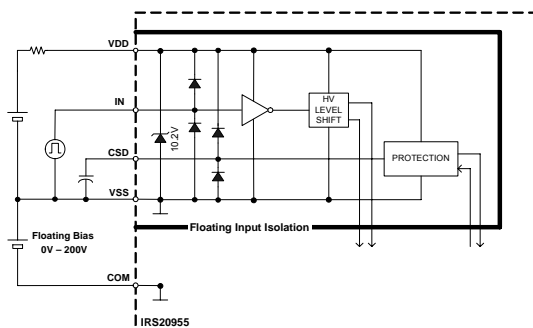 VDD
IN
HV
LEVEL
SHIFT
10.2V
CSD
PROTECTION
VSS
Floating Input Isolation
Floating Bias
0V – 200V
COM
IRS20955